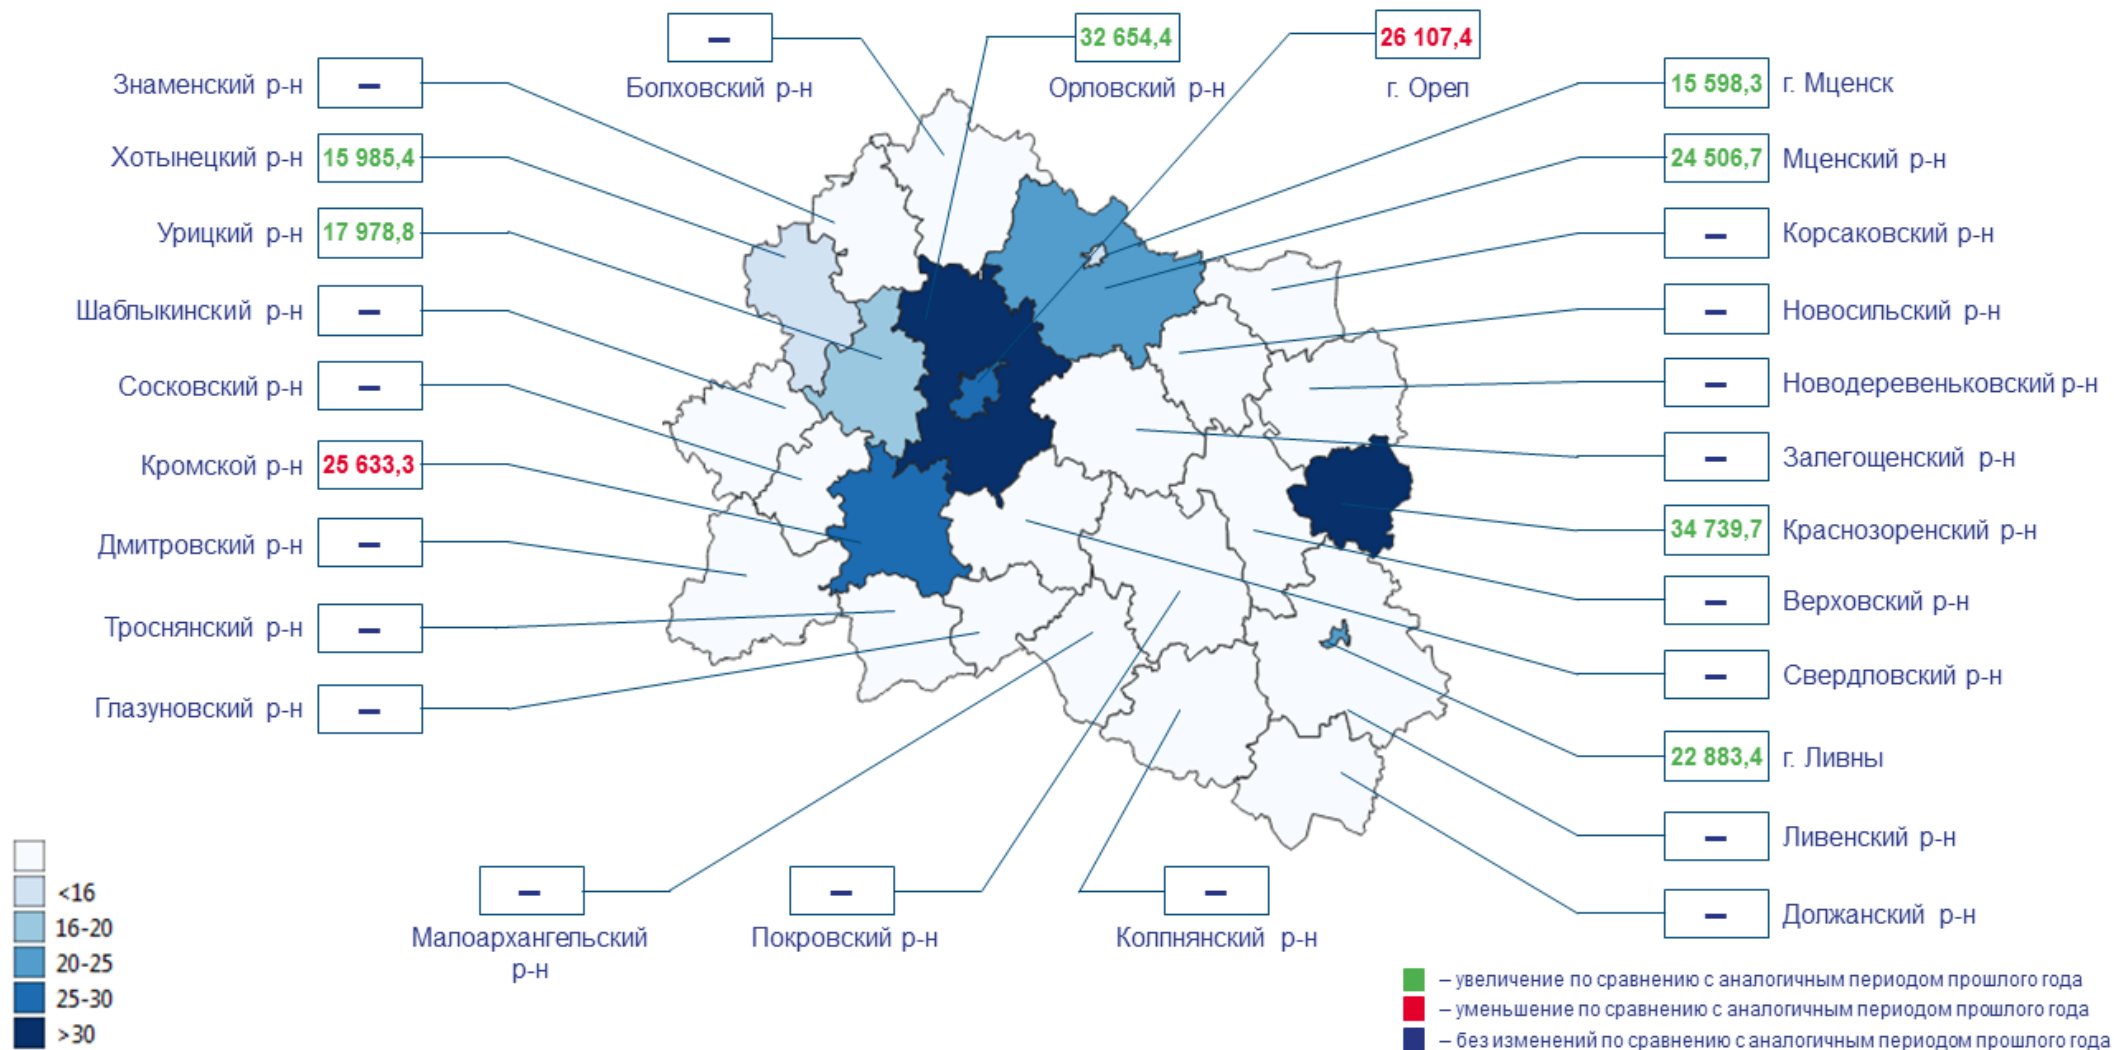 –
Болховский р-н
32 654,4
Орловский р-н
26 107,4
г. Орел
Знаменский р-н –
Хотынецкий р-н 15 985,4
Урицкий р-н 17 978,8
Шаблыкинский р-н –
Сосковский р-н –
Кромской р-н 25 633,3
Дмитровский р-н –
Троснянский р-н –
Глазуновский р-н –
15 598,3 г. Мценск
24 506,7 Мценский р-н
– Корсаковский р-н
– Новосильский р-н
– Новодеревеньковский р-н
– Залегощенский р-н
34 739,7 Краснозоренский р-н
– Верховский р-н
– Свердловский р-н
22 883,4 г. Ливны
– Ливенский р-н
– Должанский р-н
–
Малоархангельский
р-н
–
Покровский р-н
–
Колпнянский р-н
<16
16-20
20-25
25-30
>30
– увеличение по сравнению с аналогичным периодом прошлого года
– уменьшение по сравнению с аналогичным периодом прошлого года
– без изменений по сравнению с аналогичным периодом прошлого года